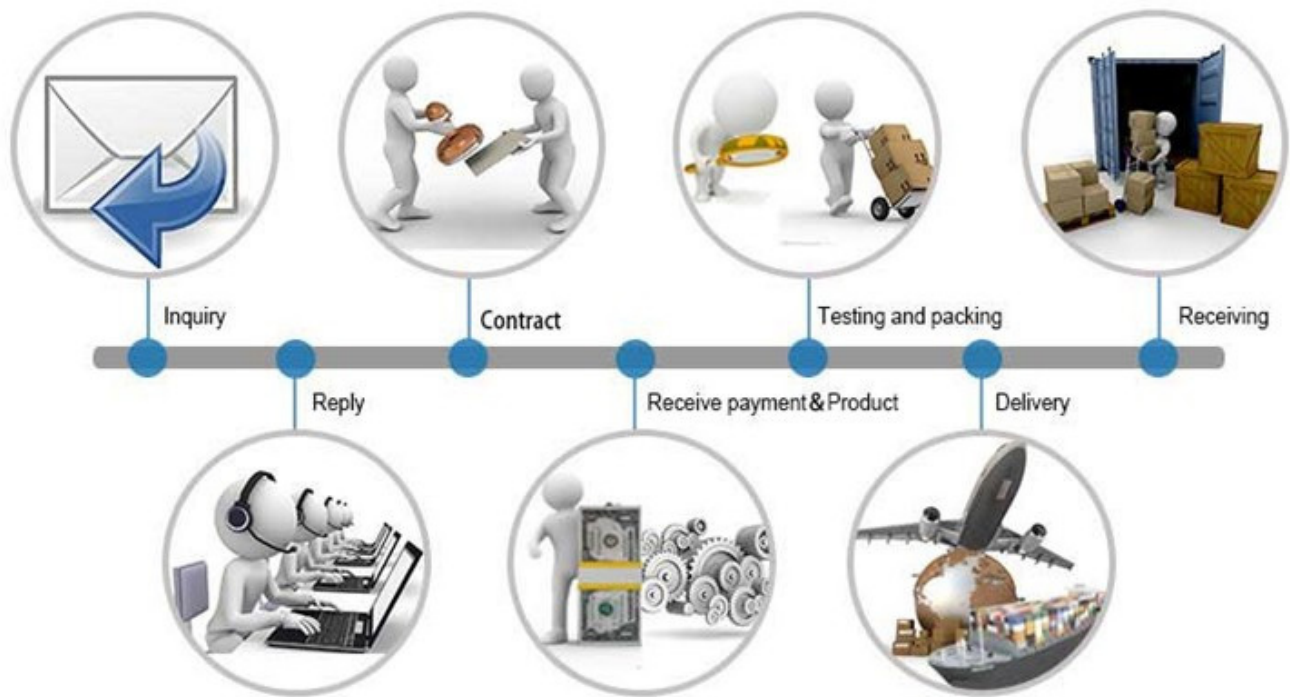 Inquiry
Contract
Testing and packing
Receiving
Reply
Receive payment&Product
Delivery